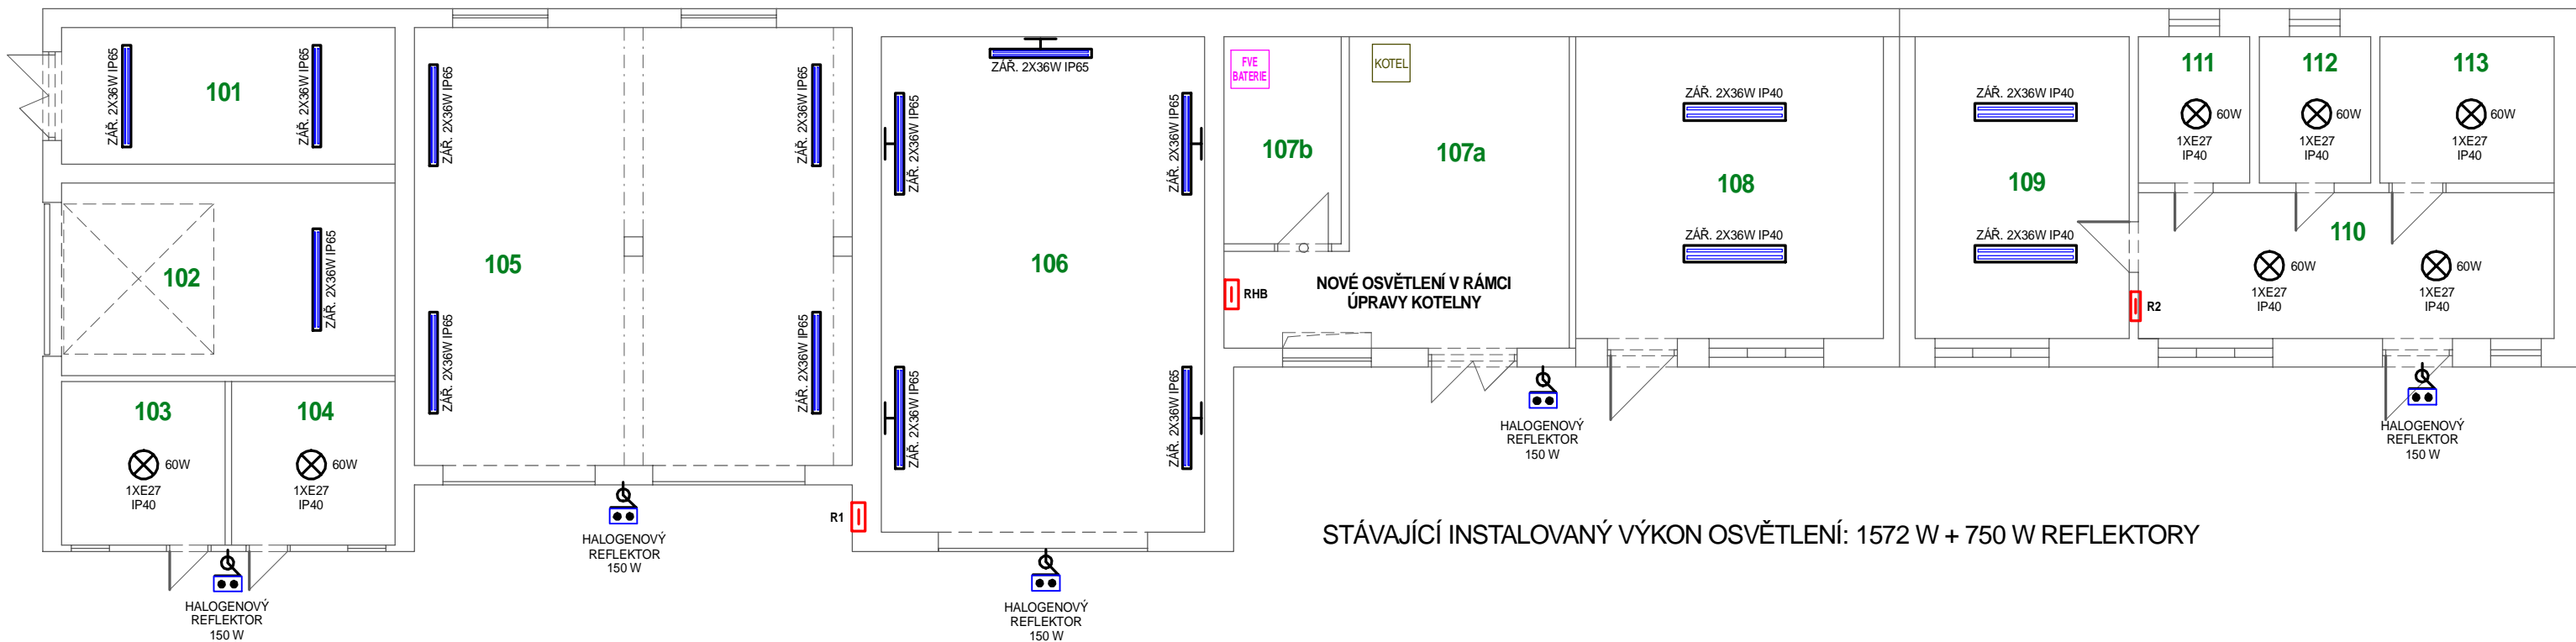 ZÁŘ. 2X36W IP65
101
ZÁŘ. 2X36W IP65
102
ZÁŘ. 2X36W IP65
103
60W
1XE27
IP40
104
60W
1XE27
IP40
HALOGENOVÝ
REFLEKTOR
150 W
ZÁŘ. 2X36W IP65
ZÁŘ. 2X36W IP65
105
ZÁŘ. 2X36W IP65
ZÁŘ. 2X36W IP65
HALOGENOVÝ
REFLEKTOR
150 W
R1
ZÁŘ. 2X36W IP65
ZÁŘ. 2X36W IP65
ZÁŘ. 2X36W IP65
106
ZÁŘ. 2X36W IP65
ZÁŘ. 2X36W IP65
HALOGENOVÝ
REFLEKTOR
150 W
FVE
BATERIE
KOTEL
107b
107a
RHB
NOVÉ OSVĚTLENÍ V RÁMCI
ÚPRAVY KOTELNY
HALOGENOVÝ
REFLEKTOR
150 W
ZÁŘ. 2X36W IP40
108
ZÁŘ. 2X36W IP40
ZÁŘ. 2X36W IP40
109
ZÁŘ. 2X36W IP40
111
60W
1XE27
IP40
112
60W
1XE27
IP40
113
60W
1XE27
IP40
110
60W
1XE27
IP40
60W
1XE27
IP40
R2
HALOGENOVÝ
REFLEKTOR
150 W
STÁVAJÍCÍ INSTALOVANÝ VÝKON OSVĚTLENÍ: 1572 W + 750 W REFLEKTORY